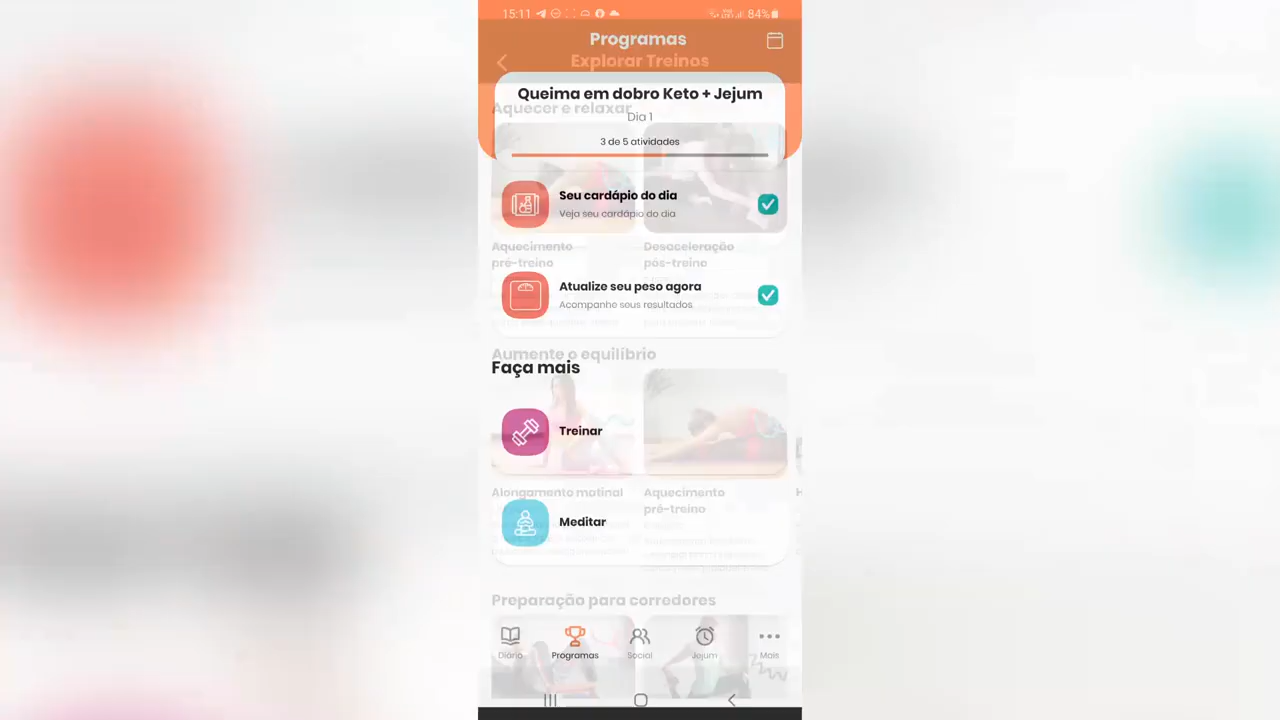 15:11
84%
Programas
Explorar Treinos
Queima em dobro Keto + Jejum
Aquecer e relaxar
Dia 1
3 de 5 atividades
Seu cardápio do dia
Veja seu cardápio do dia
Aquecimento
pré-treino
Desaceleração
pós-treino
Atualize seu peso agora
Acompanhe seus resultados
Aumente o equilíbrio
Faça mais
Treinar
Alongamento matinal
Aquecimento
pré-treino
H
Meditar
Preparação para corredores
Diário
Programas
Social
Jejum
Mais